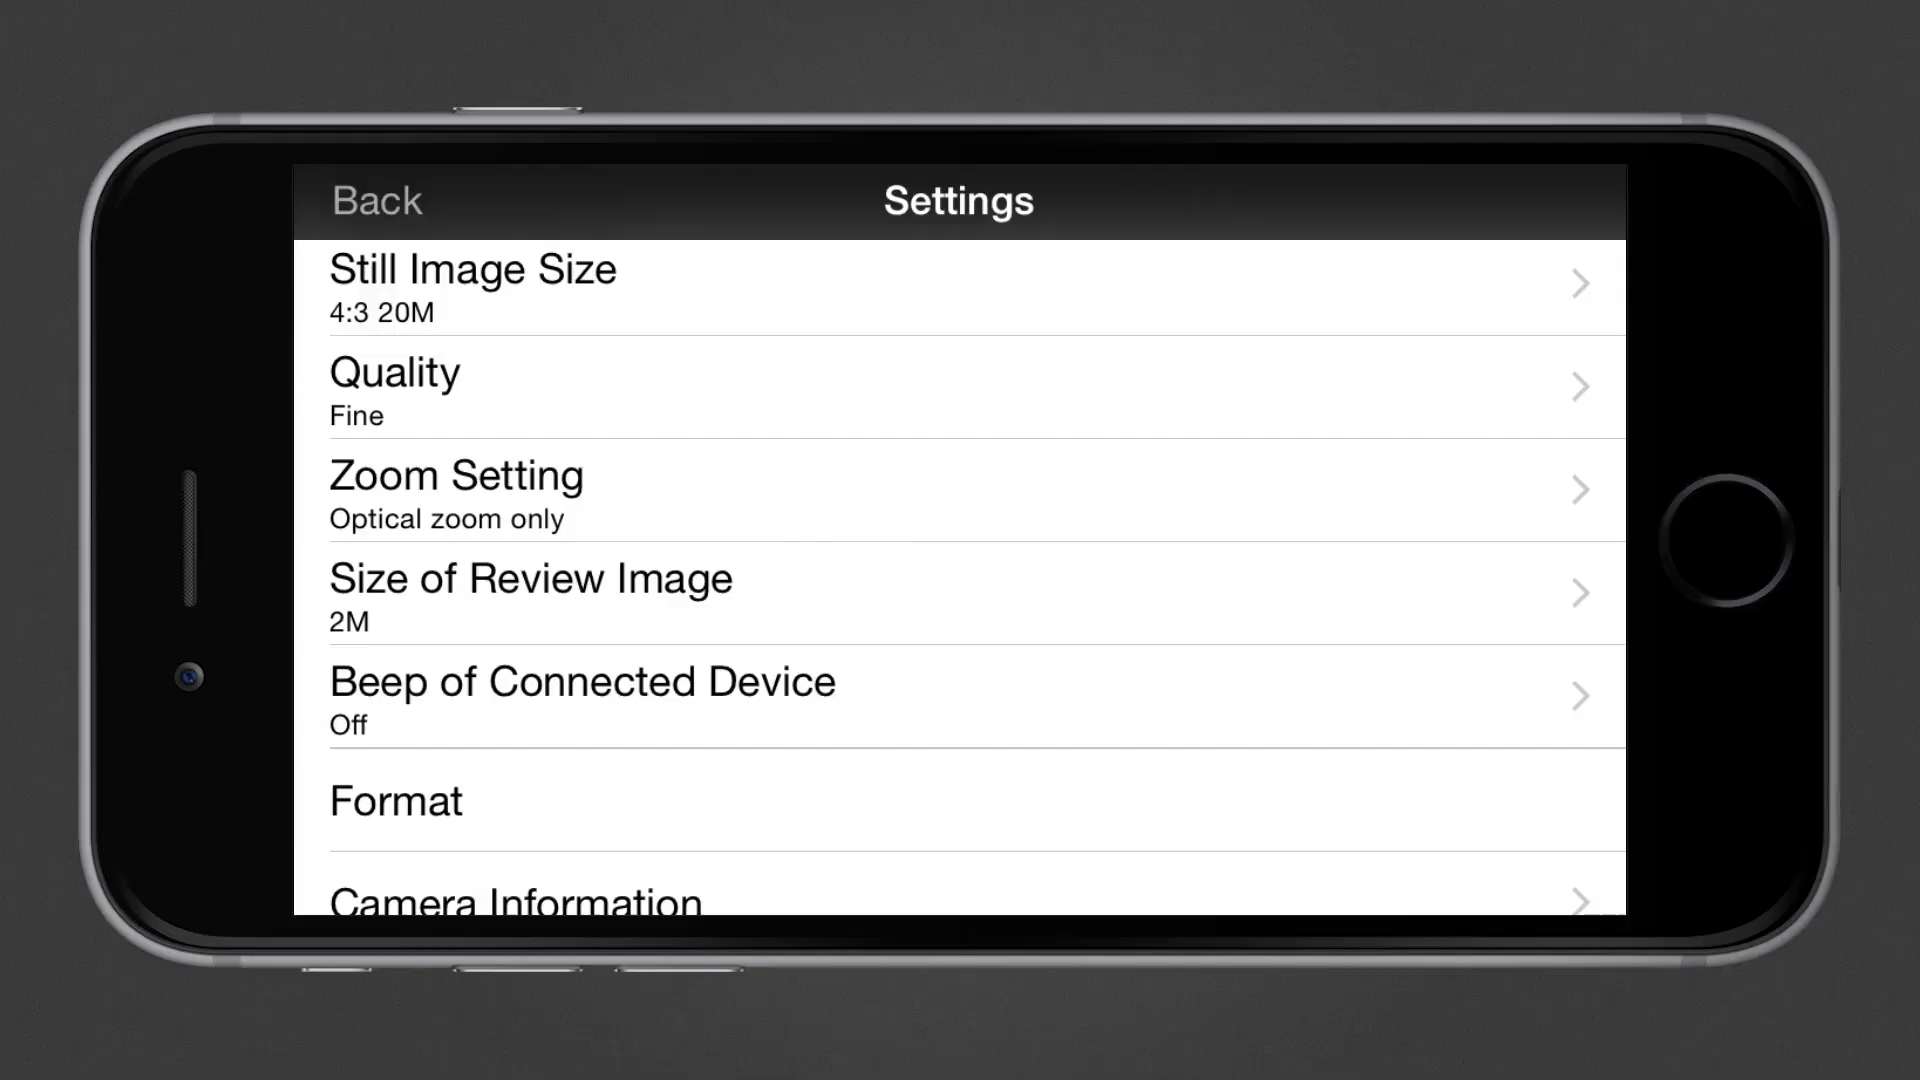 Back
Settings
Still Image Size
4:3 20M
Quality
Fine
Zoom Setting
Optical zoom only
Size of Review Image
2M
Beep of Connected Device
Off
Format
Camera Information